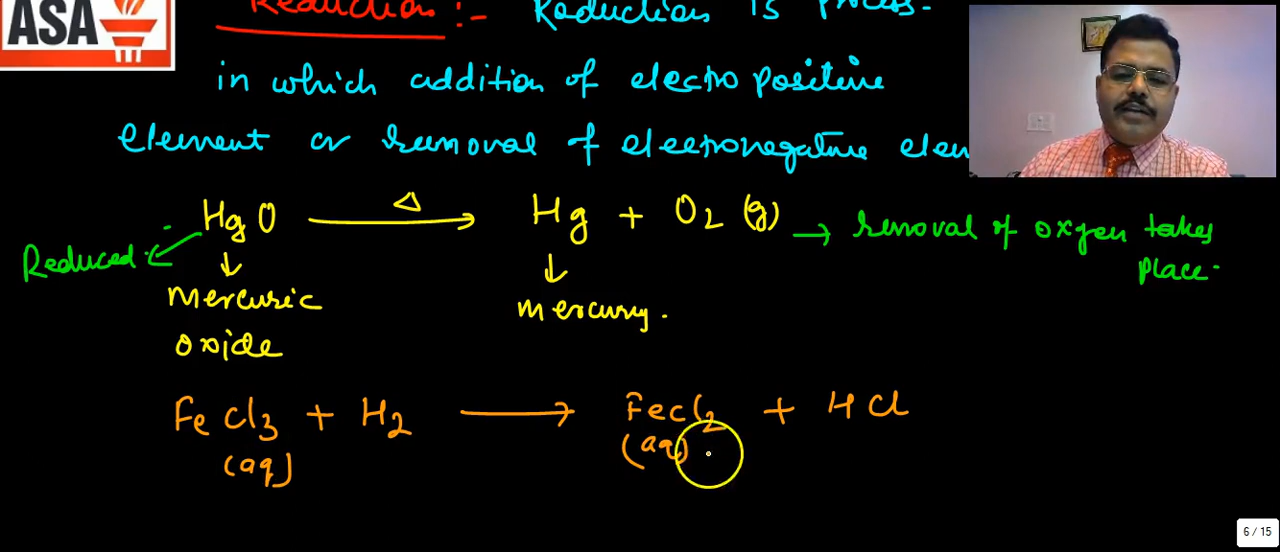 ASA
Reduction :- Reduction is process-
in which addition of electropositive
element or removal of electronegative elem
HgO —Δ→ Hg + O2 (g) → removal of oxygen takes
place.
Reduced ←
↓ ↓
Mercuric mercury.
oxide
FeCl3 + H2 → FeCl2 + HCl
(aq) (aq)
6 / 15